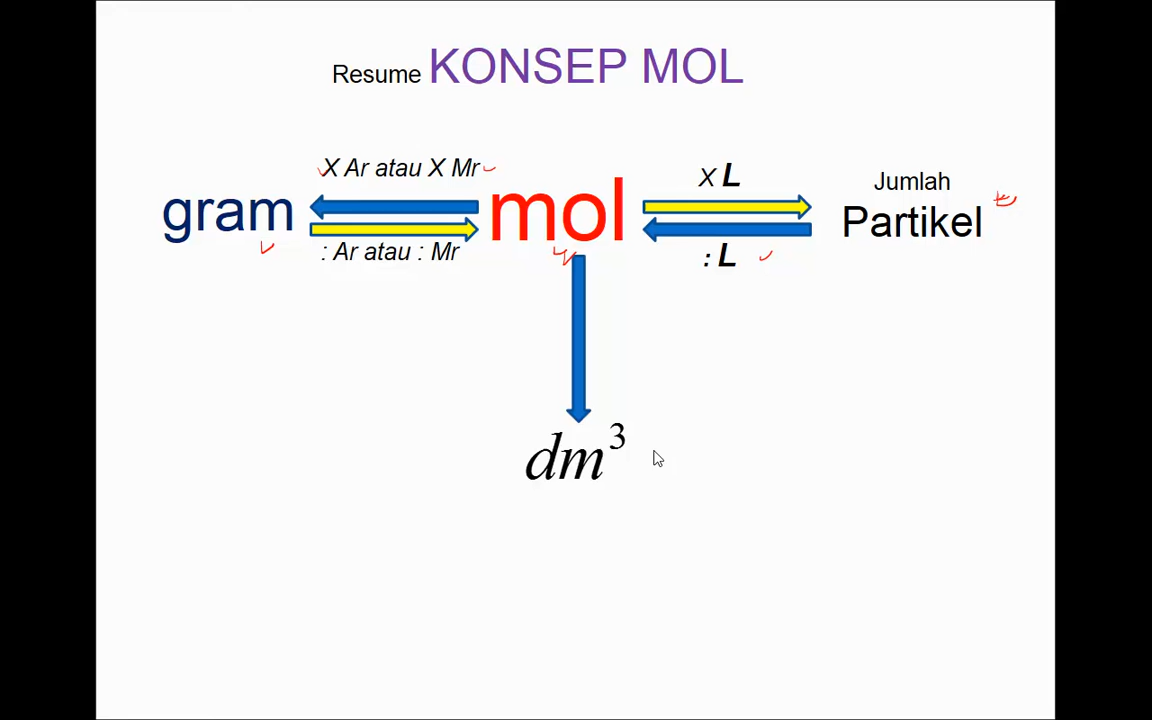 Resume KONSEP MOL
X Ar atau X Mr
gram
: Ar atau : Mr
mol
X L
: L
Jumlah
Partikel
dm³